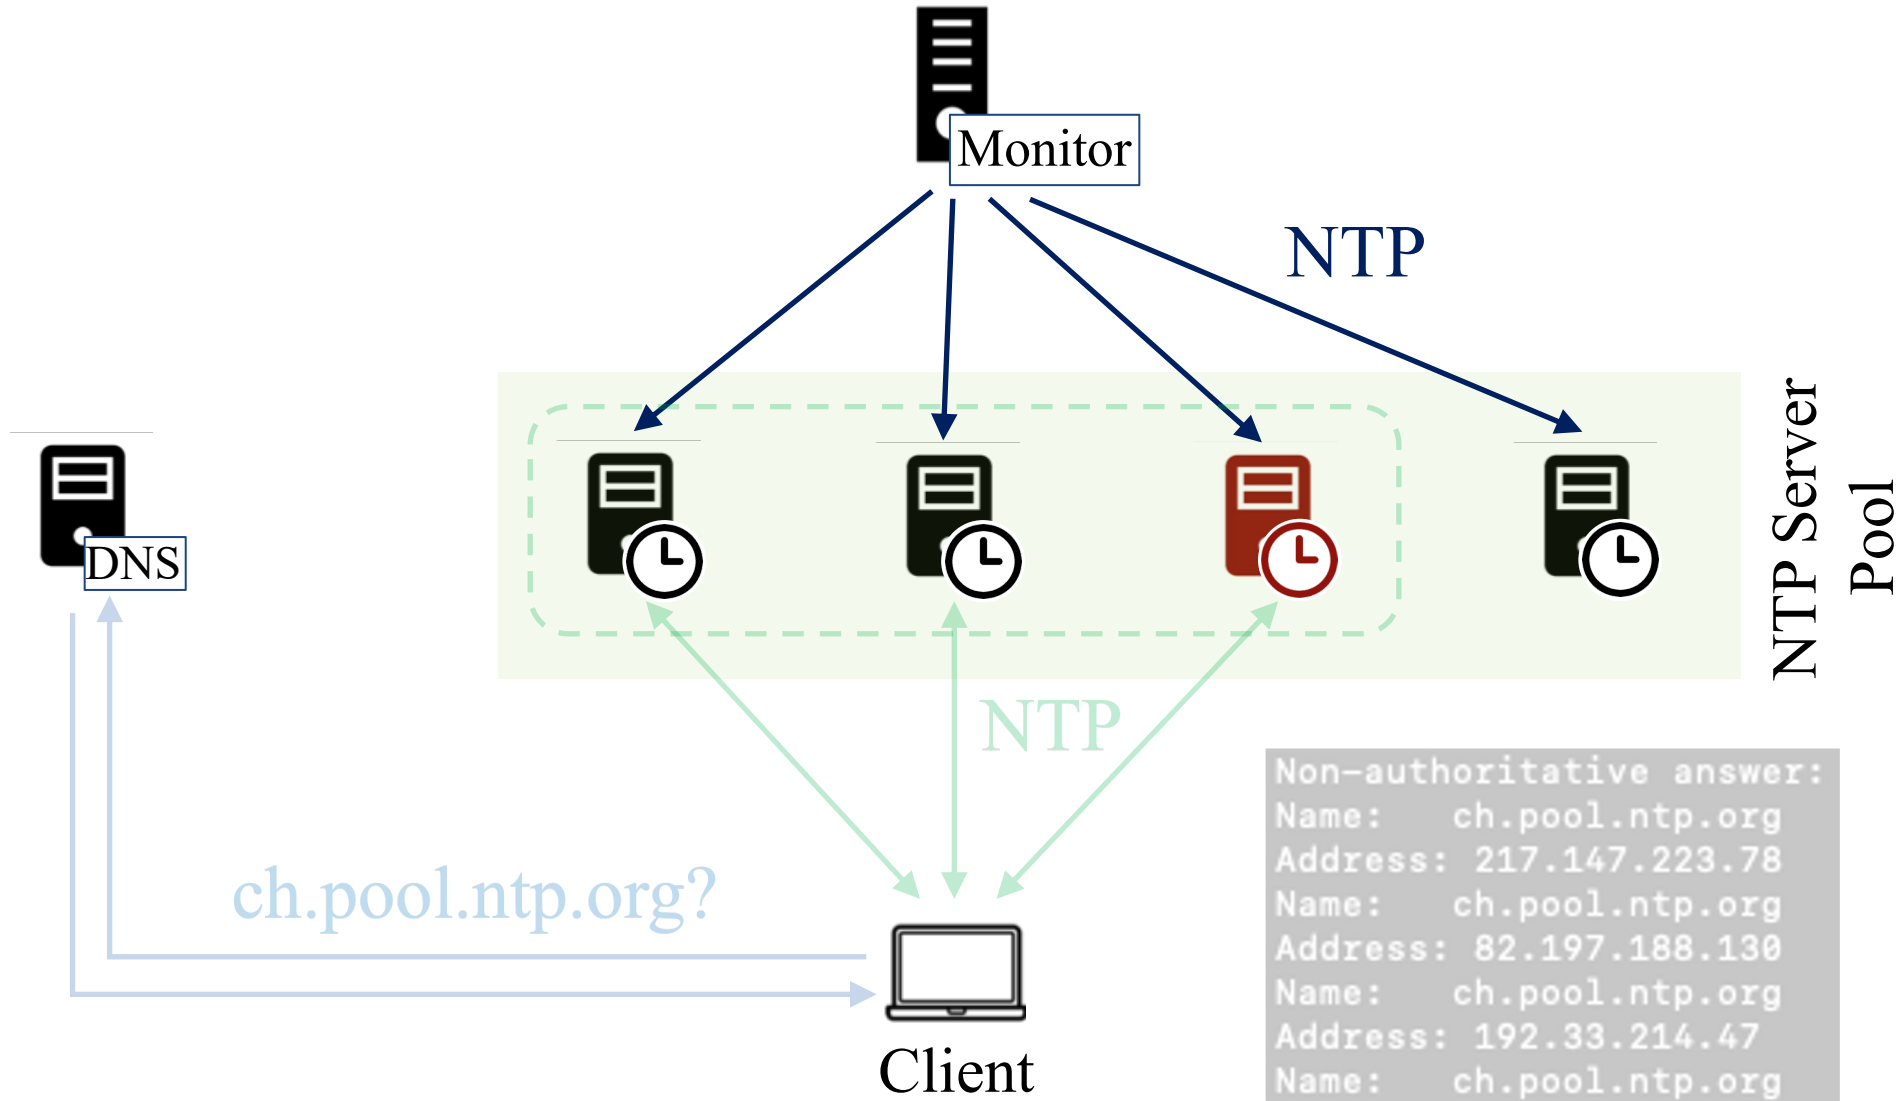 Monitor
NTP
NTP Server
Pool
DNS
NTP
ch.pool.ntp.org?
Client
Non-authoritative answer:
Name: ch.pool.ntp.org
Address: 217.147.223.78
Name: ch.pool.ntp.org
Address: 82.197.188.130
Name: ch.pool.ntp.org
Address: 192.33.214.47
Name: ch.pool.ntp.org